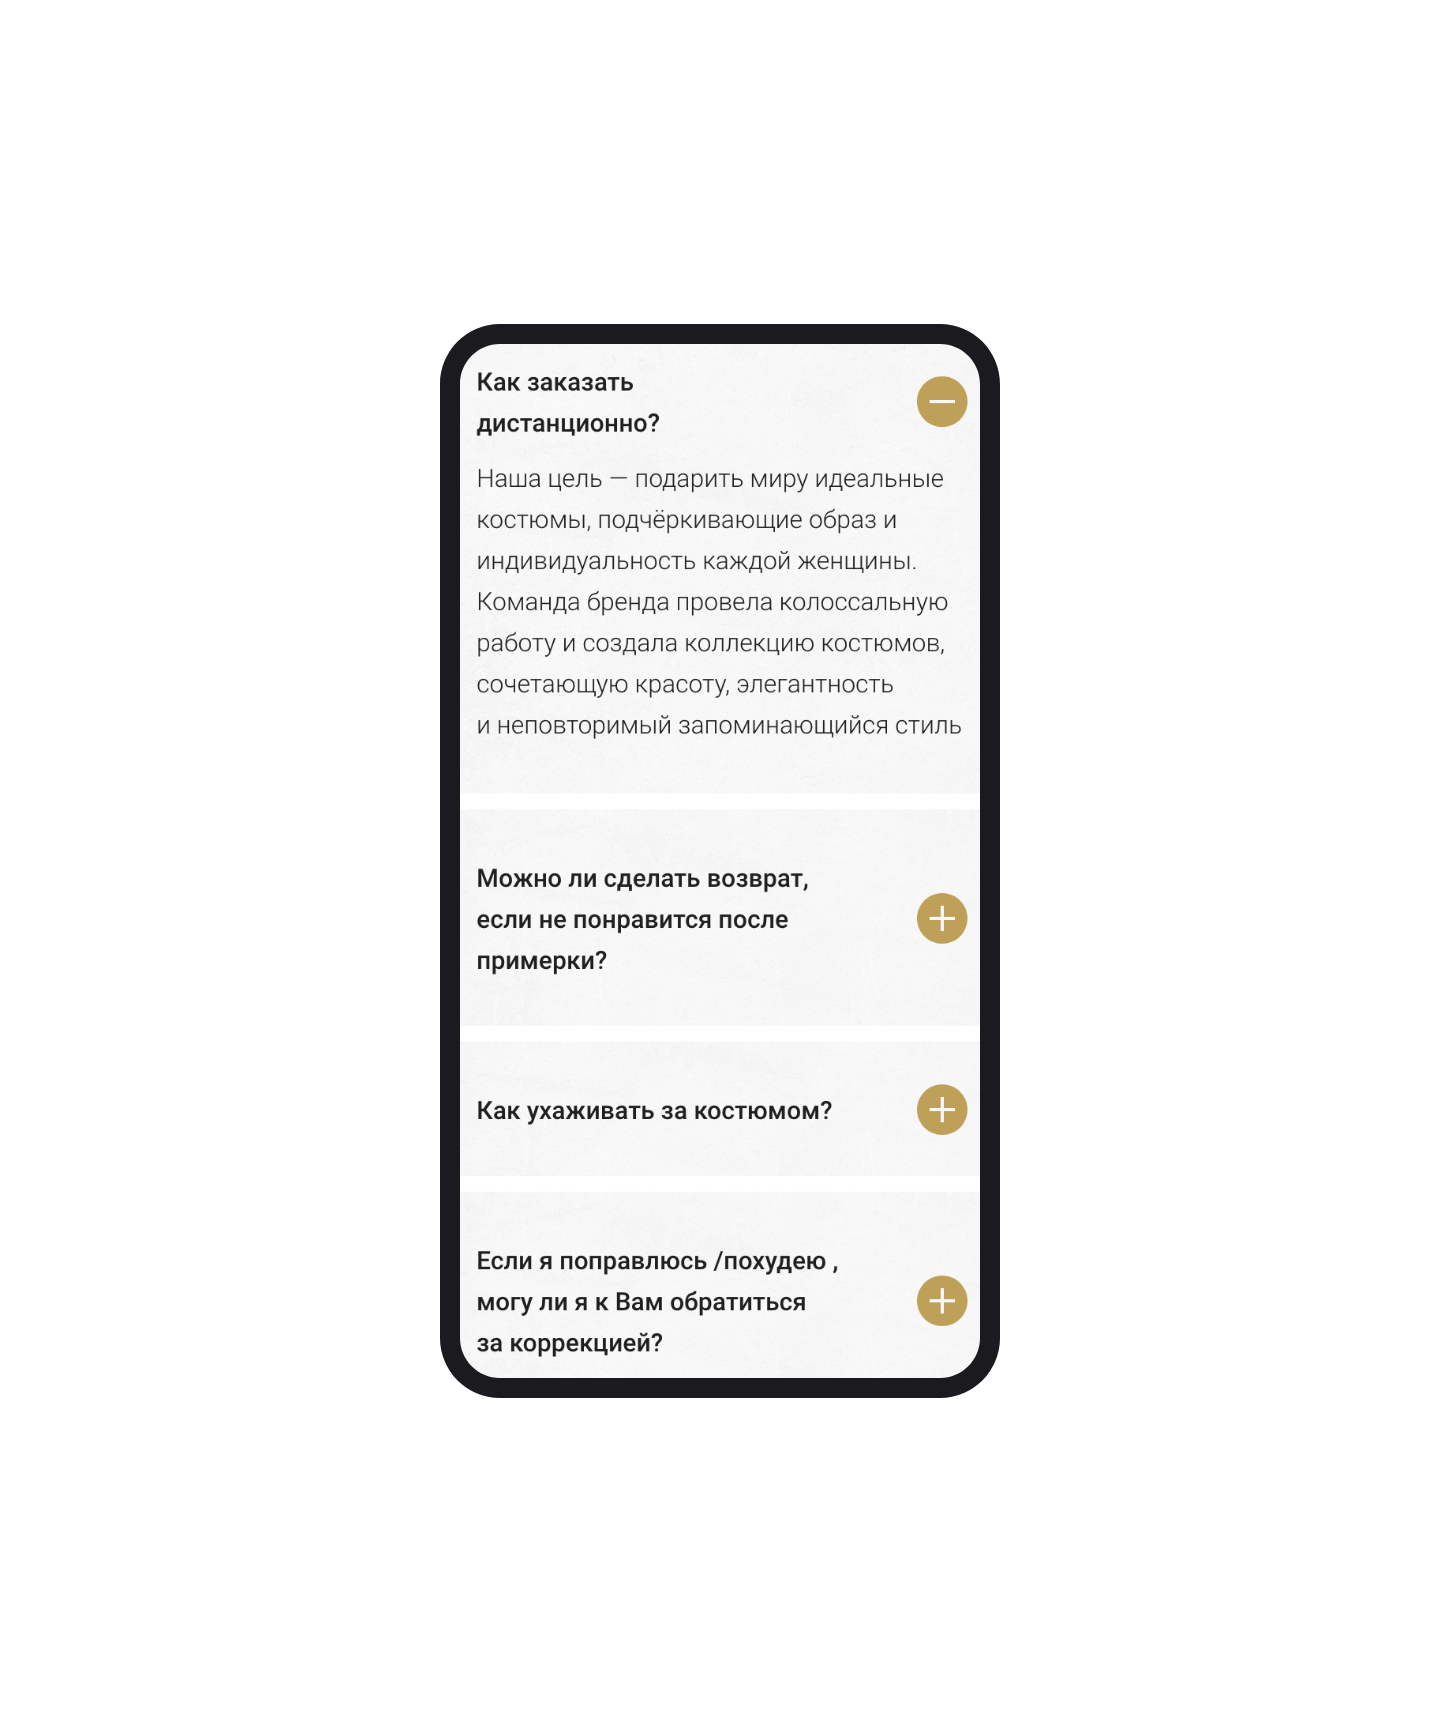 Как заказать
дистанционно?
Наша цель — подарить миру идеальные
костюмы, подчёркивающие образ и
индивидуальность каждой женщины.
Команда бренда провела колоссальную
работу и создала коллекцию костюмов,
сочетающую красоту, элегантность
и неповторимый запоминающийся стиль
Можно ли сделать возврат,
если не понравится после
примерки?
Как ухаживать за костюмом?
Если я поправлюсь /похудею ,
могу ли я к Вам обратиться
за коррекцией?